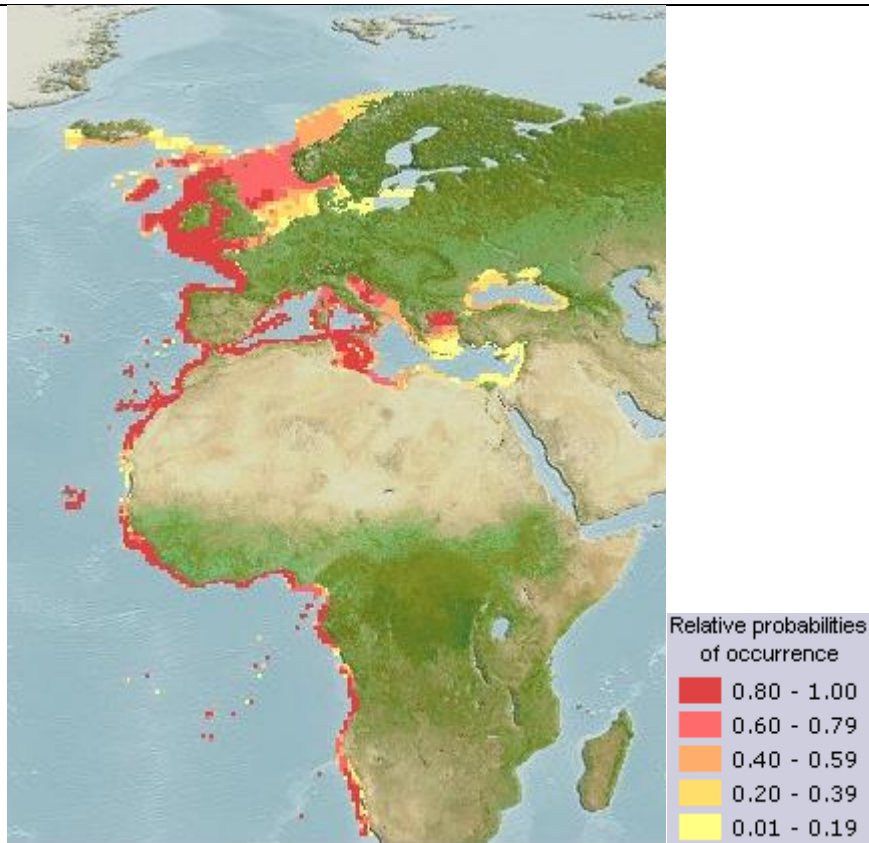 Relative probabilities
of occurrence
0.80 - 1.00
0.60 - 0.79
0.40 - 0.59
0.20 - 0.39
0.01 - 0.19